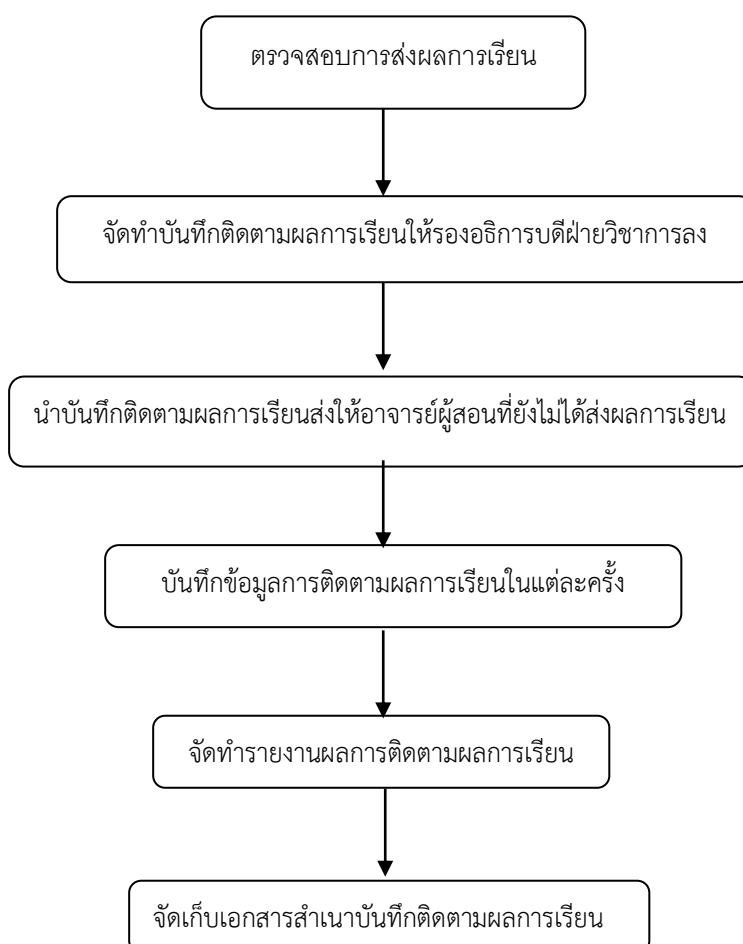 ตรวจสอบการส่งผลการเรียน
จัดทำบันทึกติดตามผลการเรียนให้รองอธิการบดีฝ่ายวิชาการลง
นำบันทึกติดตามผลการเรียนส่งให้อาจารย์ผู้สอนที่ยังไม่ได้ส่งผลการเรียน
บันทึกข้อมูลการติดตามผลการเรียนในแต่ละครั้ง
จัดทำรายงานผลการติดตามผลการเรียน
จัดเก็บเอกสารสำเนาบันทึกติดตามผลการเรียน